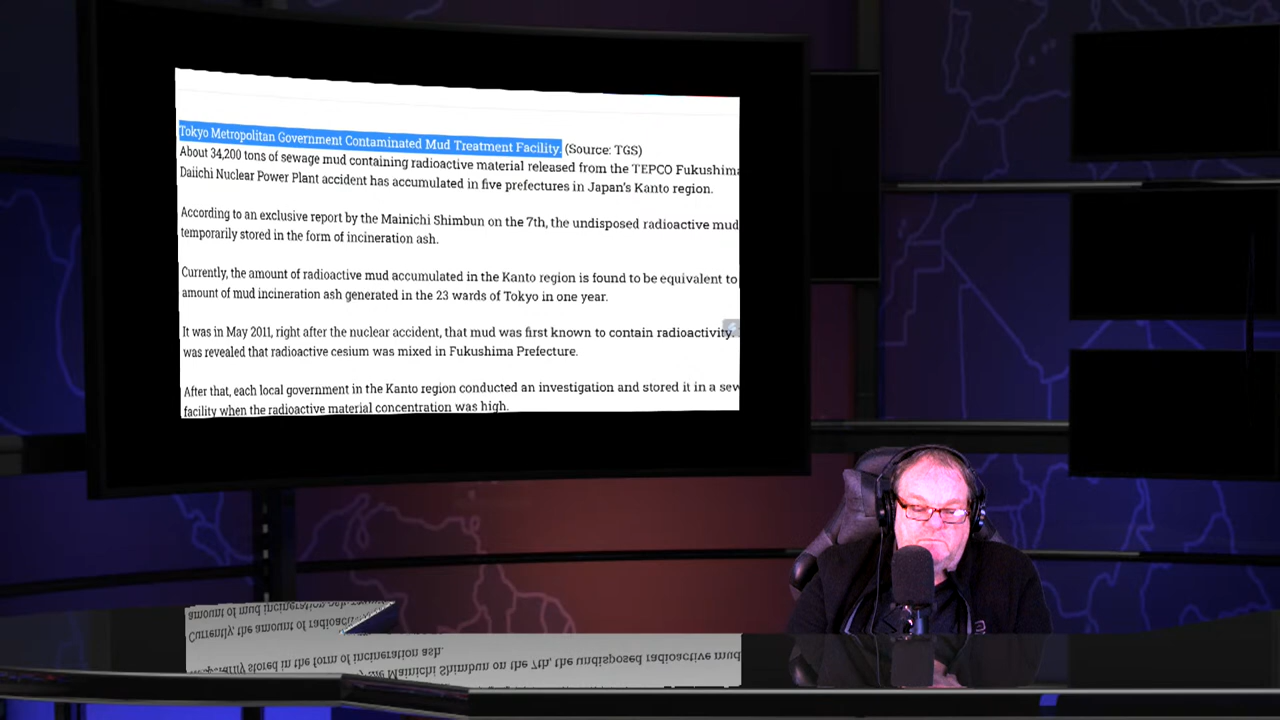 Tokyo Metropolitan Government Contaminated Mud Treatment Facility. (Source: TGS)
About 34,200 tons of sewage mud containing radioactive material released from the TEPCO Fukushima
Daiichi Nuclear Power Plant accident has accumulated in five prefectures in Japan's Kanto region.
According to an exclusive report by the Mainichi Shimbun on the 7th, the undisposed radioactive mud
temporarily stored in the form of incineration ash.
Currently, the amount of radioactive mud accumulated in the Kanto region is found to be equivalent to
amount of mud incineration ash generated in the 23 wards of Tokyo in one year.
It was in May 2011, right after the nuclear accident, that mud was first known to contain radioactivity.
was revealed that radioactive cesium was mixed in Fukushima Prefecture.
After that, each local government in the Kanto region conducted an investigation and stored it in a
facility when the radioactive material concentration was high.